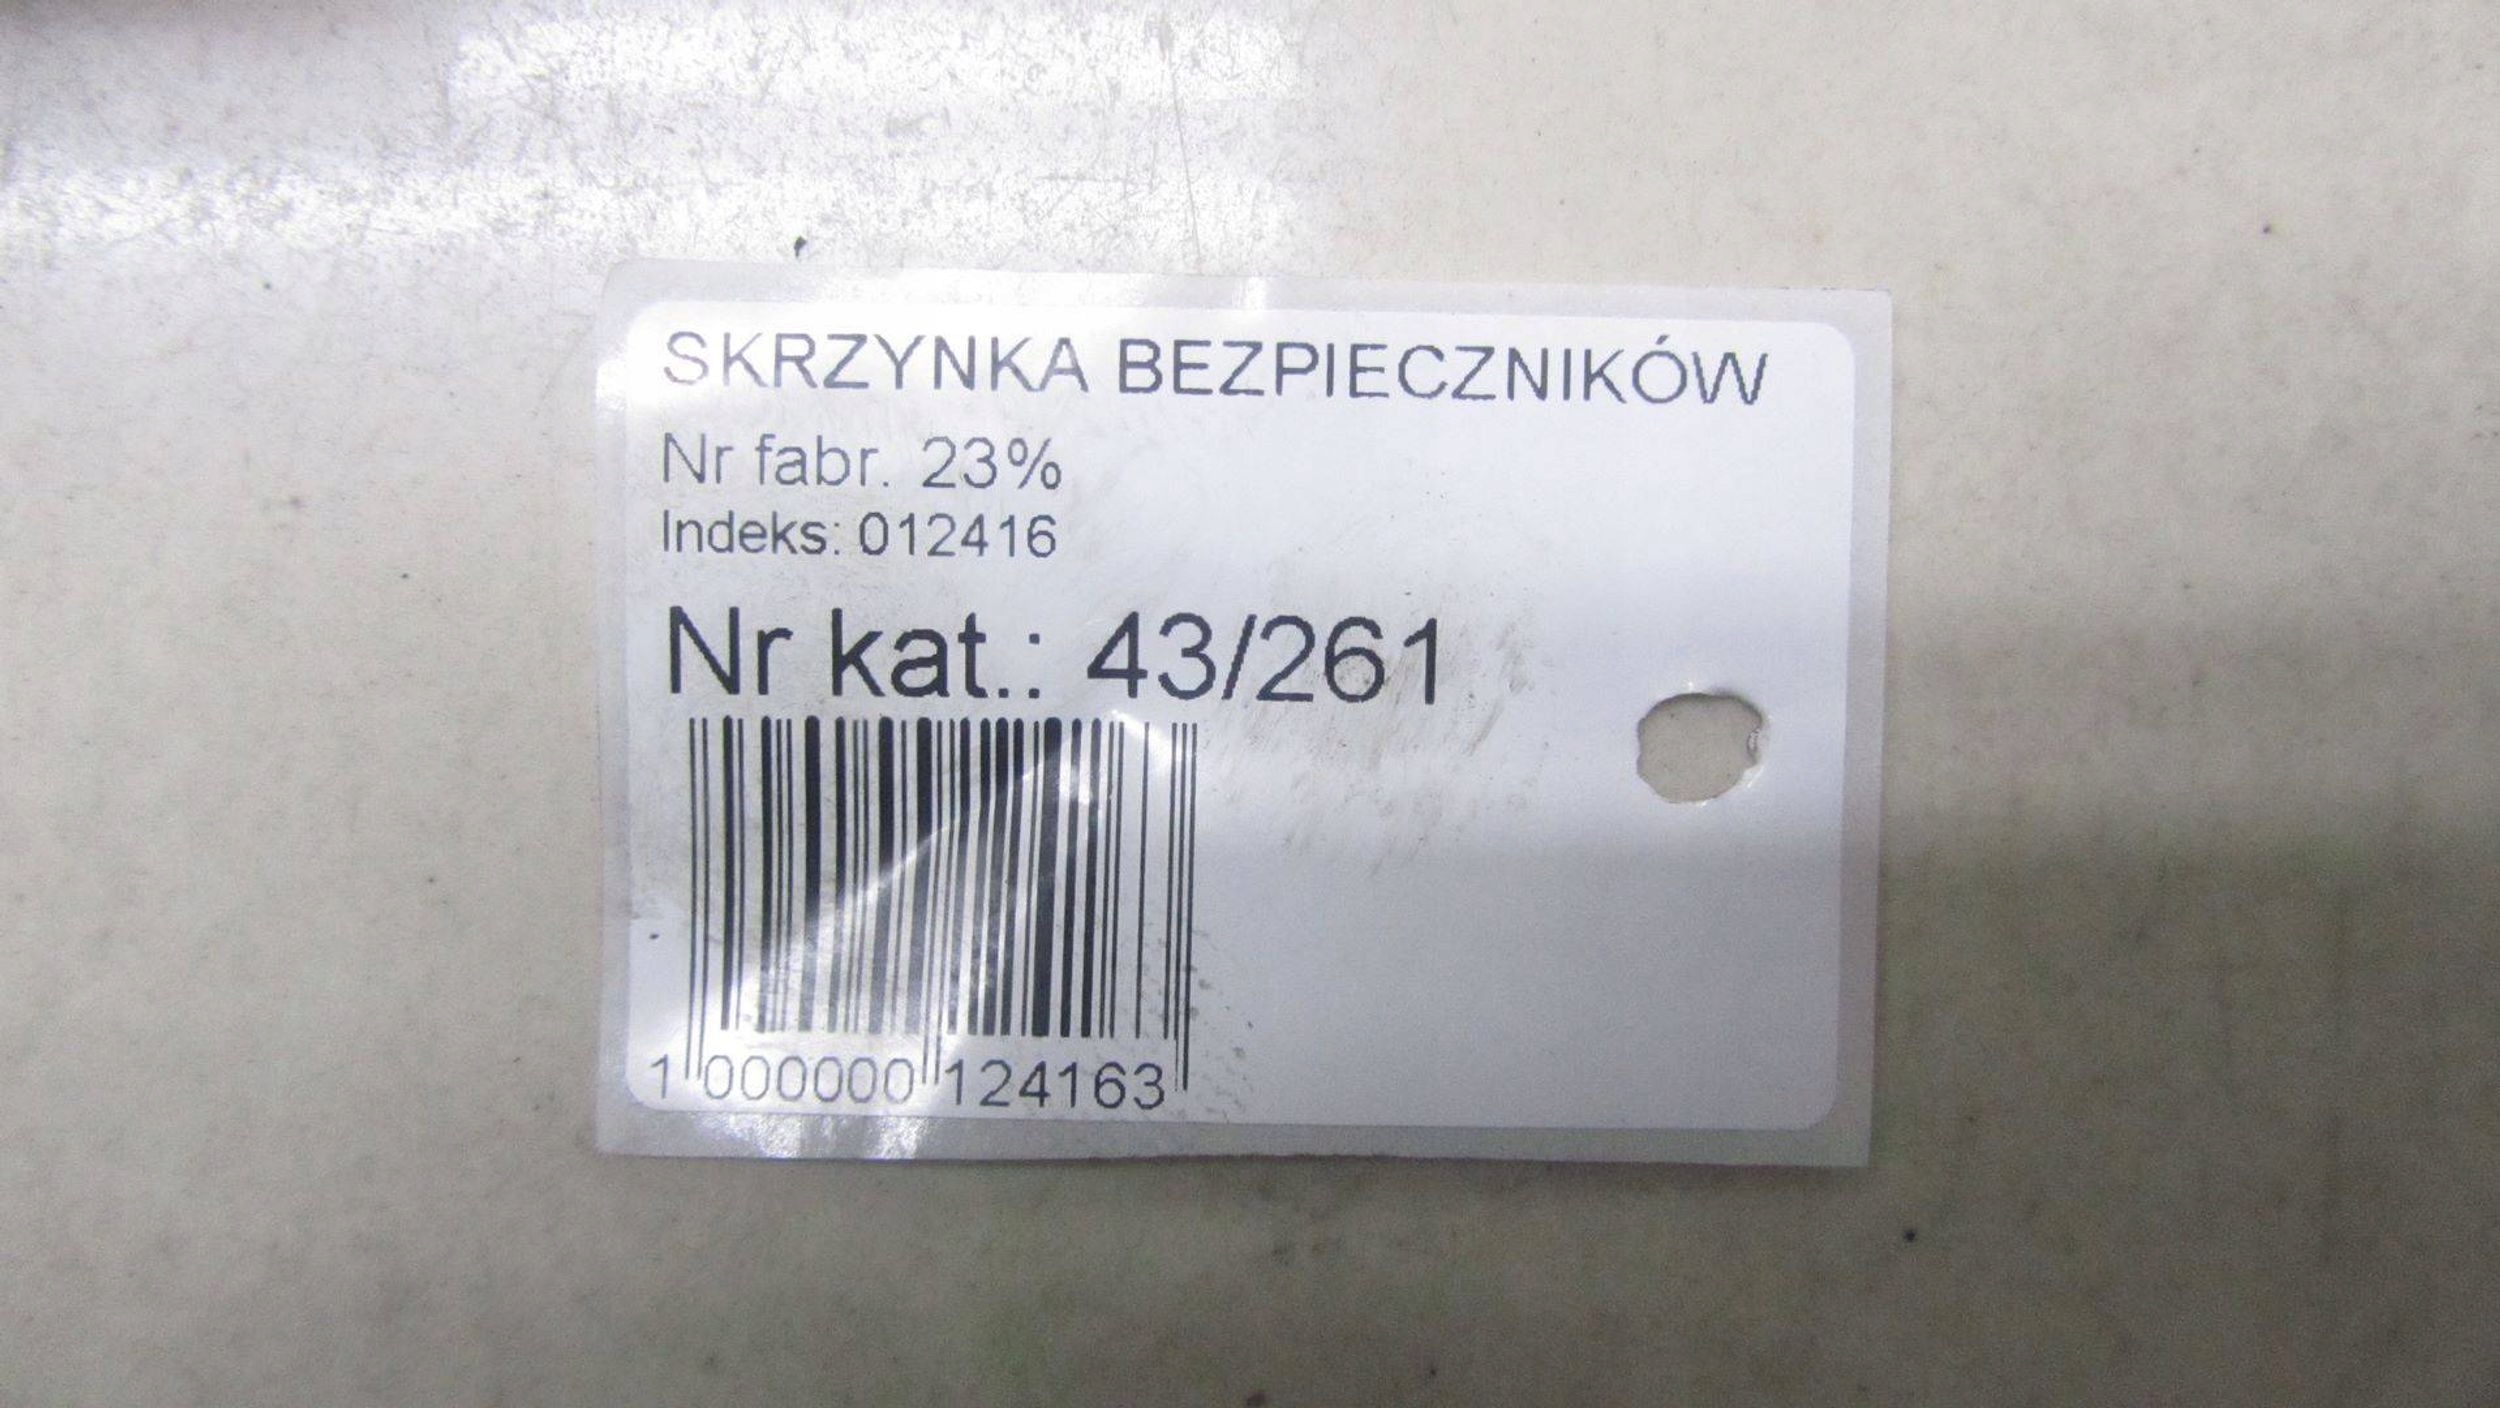 SKRZYNKA BEZPIECZNIKÓW
Nr fabr. 23%
Indeks: 012416
Nr kat.: 43/261
1 000000 124163